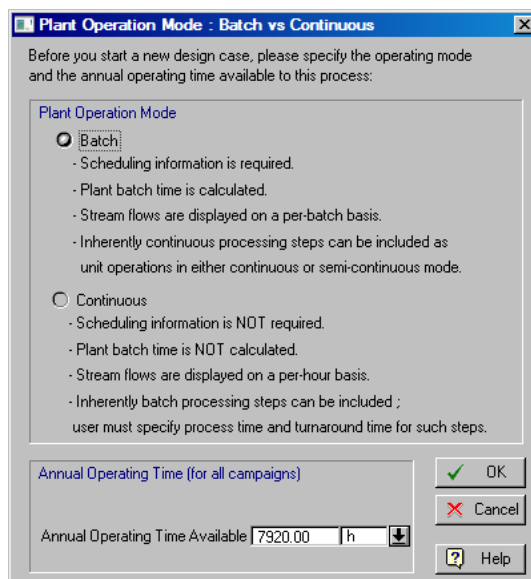 Plant Operation Mode : Batch vs Continuous
Before you start a new design case, please specify the operating mode
and the annual operating time available to this process:
Plant Operation Mode
Batch
- Scheduling information is required.
- Plant batch time is calculated.
- Stream flows are displayed on a per-batch basis.
- Inherently continuous processing steps can be included as
unit operations in either continuous or semi-continuous mode.
Continuous
- Scheduling information is NOT required.
- Plant batch time is NOT calculated.
- Stream flows are displayed on a per-hour basis.
- Inherently batch processing steps can be included ;
user must specify process time and turnaround time for such steps.
Annual Operating Time (for all campaigns)
Annual Operating Time Available 7920.00 h
OK
Cancel
Help